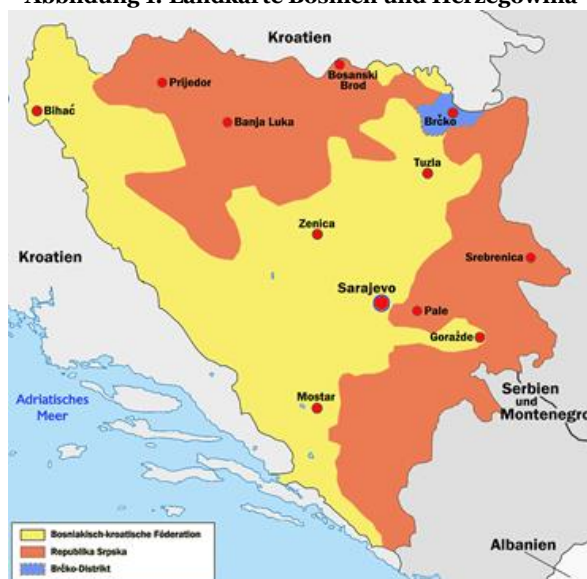 Abbildung 1: Landkarte Bosnien und Herzegowina
Kroatien
Prijedor
Bosanski
Brod
Bihać
Banja Luka
Brčko
Tuzla
Zenica
Kroatien
Srebrenica
Sarajevo
Pale
Goražde
Serbien
und
Montenegro
Adriatisches
Meer
Mostar
Bosniakisch-kroatische Föderation
Republika Srpska
Brčko-Distrikt
Albanien